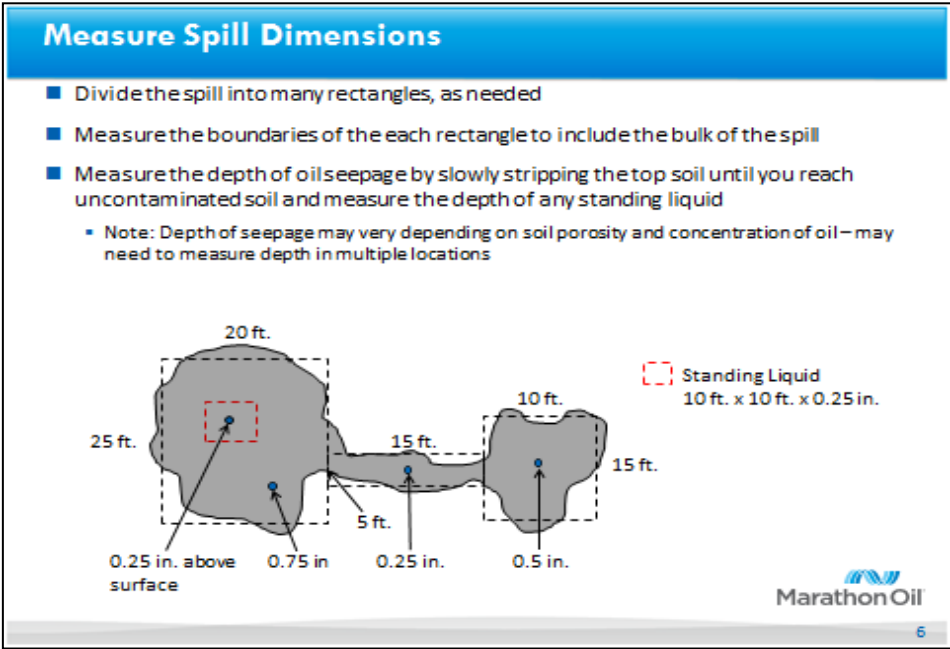 Measure Spill Dimensions
Divide the spill into many rectangles, as needed
Measure the boundaries of the each rectangle to include the bulk of the spill
Measure the depth of oil seepage by slowly stripping the top soil until you reach
uncontaminated soil and measure the depth of any standing liquid
Note: Depth of seepage may very depending on soil porosity and concentration of oil – may
need to measure depth in multiple locations
20 ft.
Standing Liquid
10 ft. x 10 ft. x 0.25 in.
10 ft.
25 ft.
15 ft.
15 ft.
5 ft.
0.25 in. above
surface
0.75 in
0.25 in.
0.5 in.
Marathon Oil
6